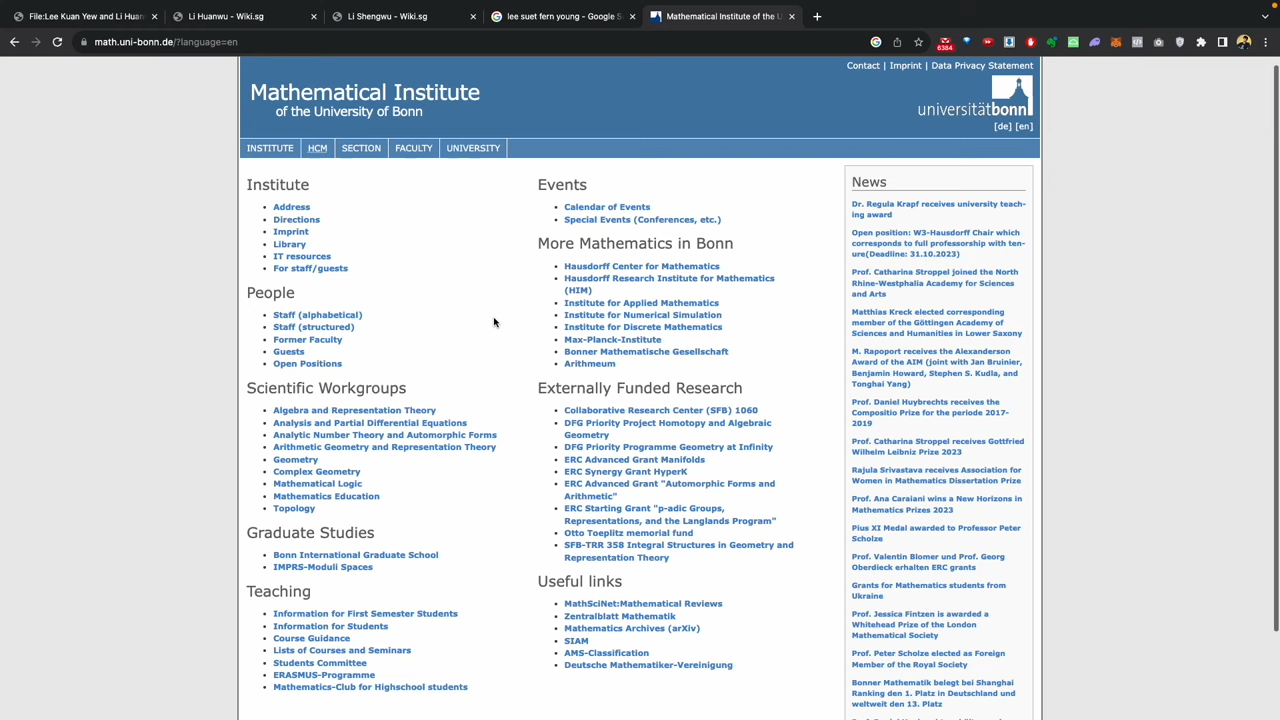 File:Lee Kuan Yew and Li Huan
Li Huanwu - Wiki.sg
Li Shengwu - Wiki.sg
lee suet fern young - Google S
Mathematical Institute of the U
math.uni-bonn.de/?language=en
6384
Contact | Imprint | Data Privacy Statement
Mathematical Institute
of the University of Bonn
universitätbonn
[de] [en]
INSTITUTE
HCM
SECTION
FACULTY
UNIVERSITY
Institute
Address
Directions
Imprint
Library
IT resources
For staff/guests
People
Staff (alphabetical)
Staff (structured)
Former Faculty
Guests
Open Positions
Scientific Workgroups
Algebra and Representation Theory
Analysis and Partial Differential Equations
Analytic Number Theory and Automorphic Forms
Arithmetic Geometry and Representation Theory
Geometry
Complex Geometry
Mathematical Logic
Mathematics Education
Topology
Graduate Studies
Bonn International Graduate School
IMPRS-Moduli Spaces
Teaching
Information for First Semester Students
Information for Students
Course Guidance
Lists of Courses and Seminars
Students Committee
ERASMUS-Programme
Mathematics-Club for Highschool students
Events
Calendar of Events
Special Events (Conferences, etc.)
More Mathematics in Bonn
Hausdorff Center for Mathematics
Hausdorff Research Institute for Mathematics
(HIM)
Institute for Applied Mathematics
Institute for Numerical Simulation
Institute for Discrete Mathematics
Max-Planck-Institute
Bonner Mathematische Gesellschaft
Arithmeum
Externally Funded Research
Collaborative Research Center (SFB) 1060
DFG Priority Project Homotopy and Algebraic
Geometry
DFG Priority Programme Geometry at Infinity
ERC Advanced Grant Manifolds
ERC Synergy Grant HyperK
ERC Advanced Grant "Automorphic Forms and
Arithmetic"
ERC Starting Grant "p-adic Groups,
Representations, and the Langlands Program"
Otto Toeplitz memorial fund
SFB-TRR 358 Integral Structures in Geometry and
Representation Theory
Useful links
MathSciNet:Mathematical Reviews
Zentralblatt Mathematik
Mathematics Archives (arXiv)
SIAM
AMS-Classification
Deutsche Mathematiker-Vereinigung
News
Dr. Regula Krapf receives university teach-
ing award
Open position: W3-Hausdorff Chair which
corresponds to full professorship with ten-
ure(Deadline: 31.10.2023)
Prof. Catharina Stroppel joined the North
Rhine-Westphalia Academy for Sciences
and Arts
Matthias Kreck elected corresponding
member of the Göttingen Academy of
Sciences and Humanities in Lower Saxony
M. Rapoport receives the Alexanderson
Award of the AIM (joint with Jan Bruinier,
Benjamin Howard, Stephen S. Kudla, and
Tonghai Yang)
Prof. Daniel Huybrechts receives the
Compositio Prize for the periode 2017-
2019
Prof. Catharina Stroppel receives Gottfried
Wilhelm Leibniz Prize 2023
Rajula Srivastava receives Association for
Women in Mathematics Dissertation Prize
Prof. Ana Caraiani wins a New Horizons in
Mathematics Prizes 2023
Pius XI Medal awarded to Professor Peter
Scholze
Prof. Valentin Blomer und Prof. Georg
Oberdieck erhalten ERC grants
Grants for Mathematics students from
Ukraine
Prof. Jessica Fintzen is awarded a
Whitehead Prize of the London
Mathematical Society
Prof. Peter Scholze elected as Foreign
Member of the Royal Society
Bonner Mathematik belegt bei Shanghai
Ranking den 1. Platz in Deutschland und
weltweit den 13. Platz